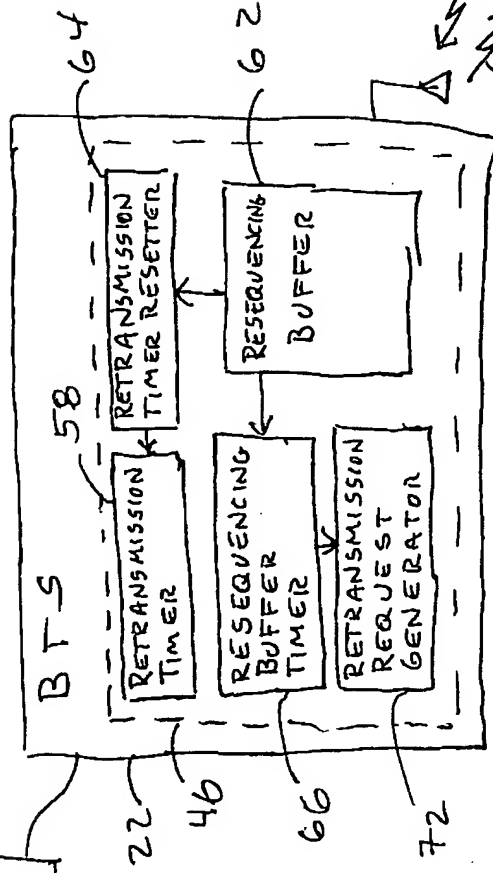 BTS
58
64
RETRANSMISSION
TIMER
RETRANSMISSION
TIMER RESETTER
RESEQUENCING
BUFFER
TIMER
RESEQUENCING
BUFFER
62
RETRANSMISSION
REQUEST
GENERATOR
22
46
66
72